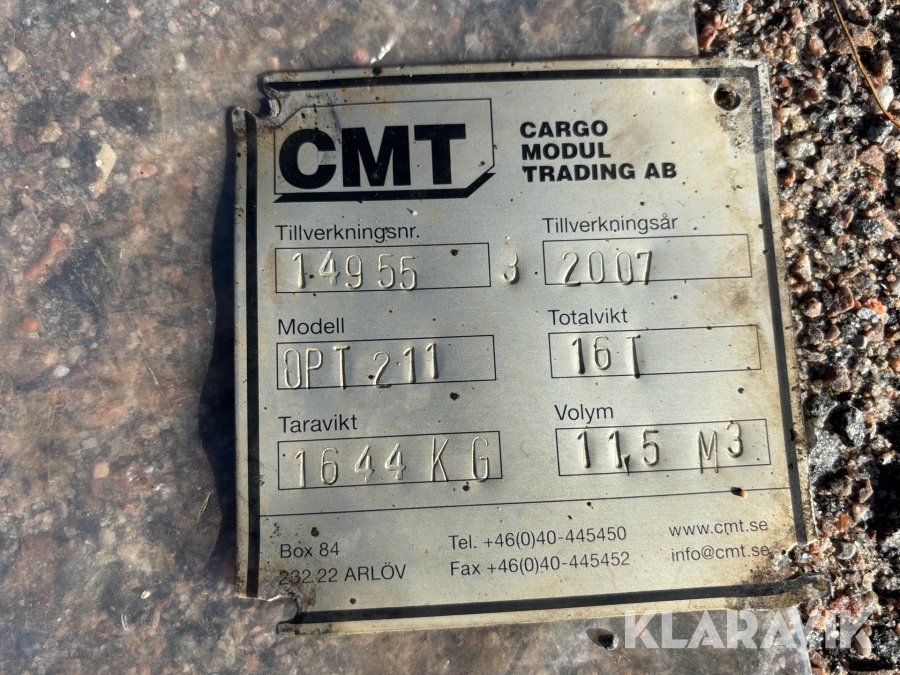 CMT
CARGO
MODUL
TRADING AB
Tillverkningsnr.
14955 3
Tillverkningsår
2007
Modell
OPT 211
Totalvikt
16T
Taravikt
1644 KG
Volym
11,5 M3
Box 84
232 22 ARLÖV
Tel. +46(0)40-445450
Fax +46(0)40-445452
www.cmt.se
info@cmt.se
KLARAVIK